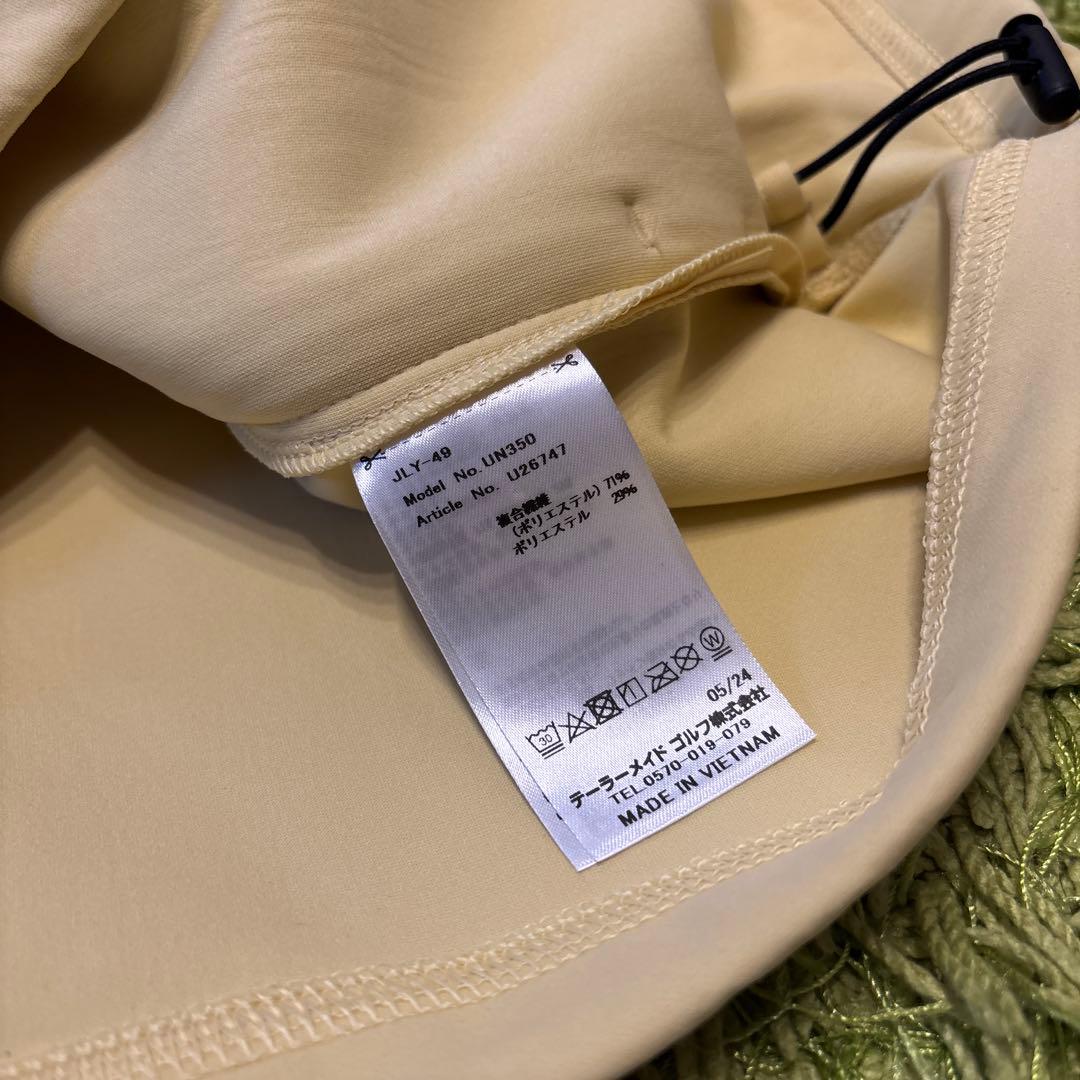 JLY-49
Model No. UN350
Article No. U26747
複合繊維
(ポリエステル) 71%
ポリエステル 29%
30
W
05/24
テーラーメイド ゴルフ株式会社
TEL.0570-019-079
MADE IN VIETNAM